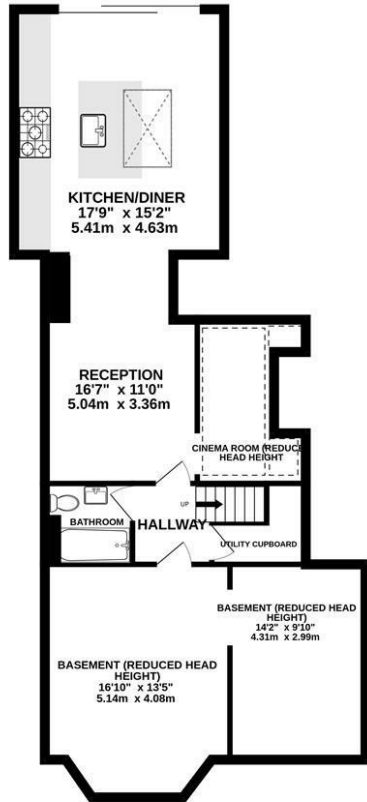 KITCHEN/DINER
17'9" x 15'2"
5.41m x 4.63m
RECEPTION
16'7" x 11'0"
5.04m x 3.36m
CINEMA ROOM (REDUCE
HEAD HEIGHT
UP
BATHROOM
HALLWAY
UTILITY CUPBOARD
BASEMENT (REDUCED HEAD
HEIGHT)
14'2" x 9'10"
4.31m x 2.99m
BASEMENT (REDUCED HEAD
HEIGHT)
16'10" x 13'5"
5.14m x 4.08m